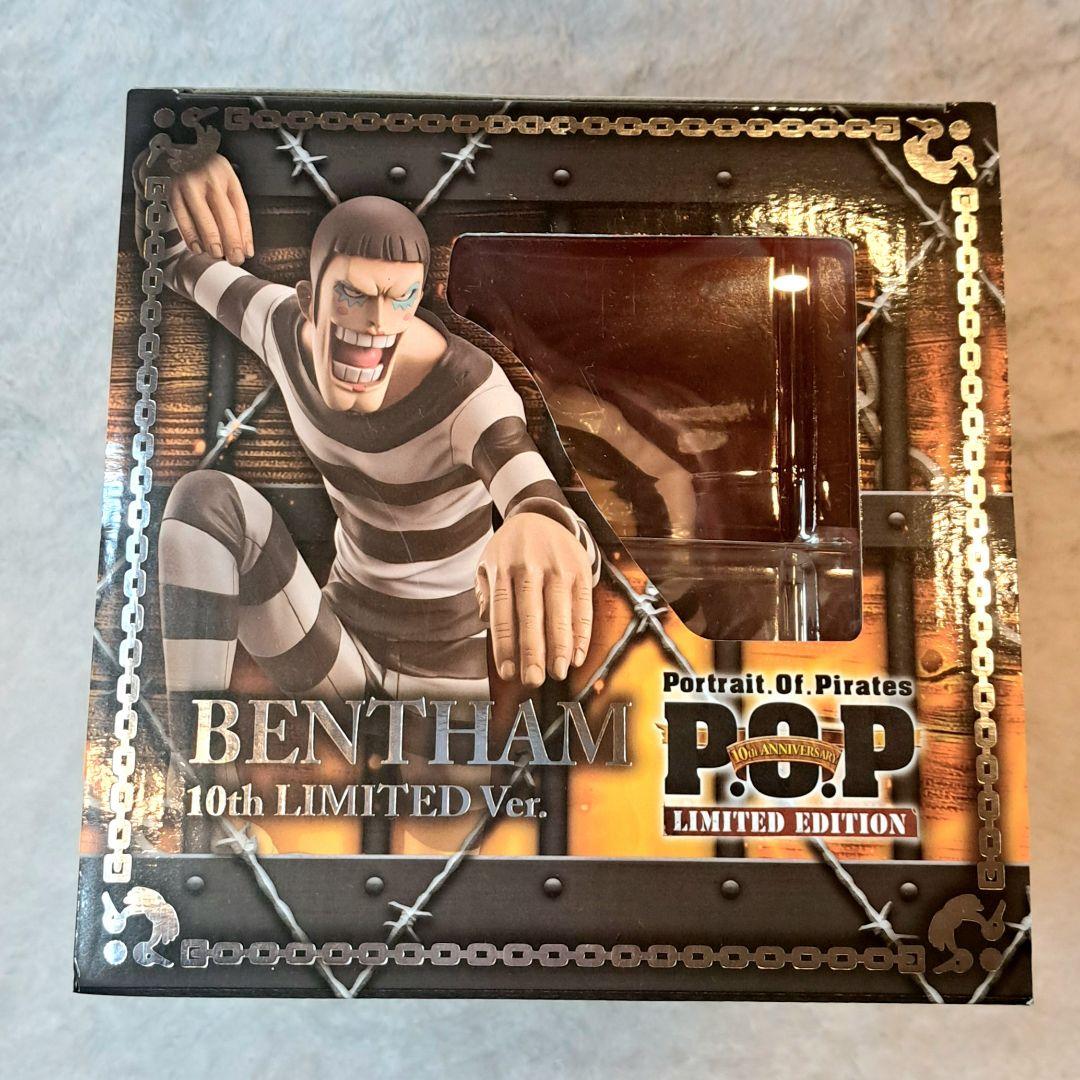 BENTHAM
10th LIMITED Ver.
Portrait.Of.Pirates
P.O.P
10th ANNIVERSARY
LIMITED EDITION